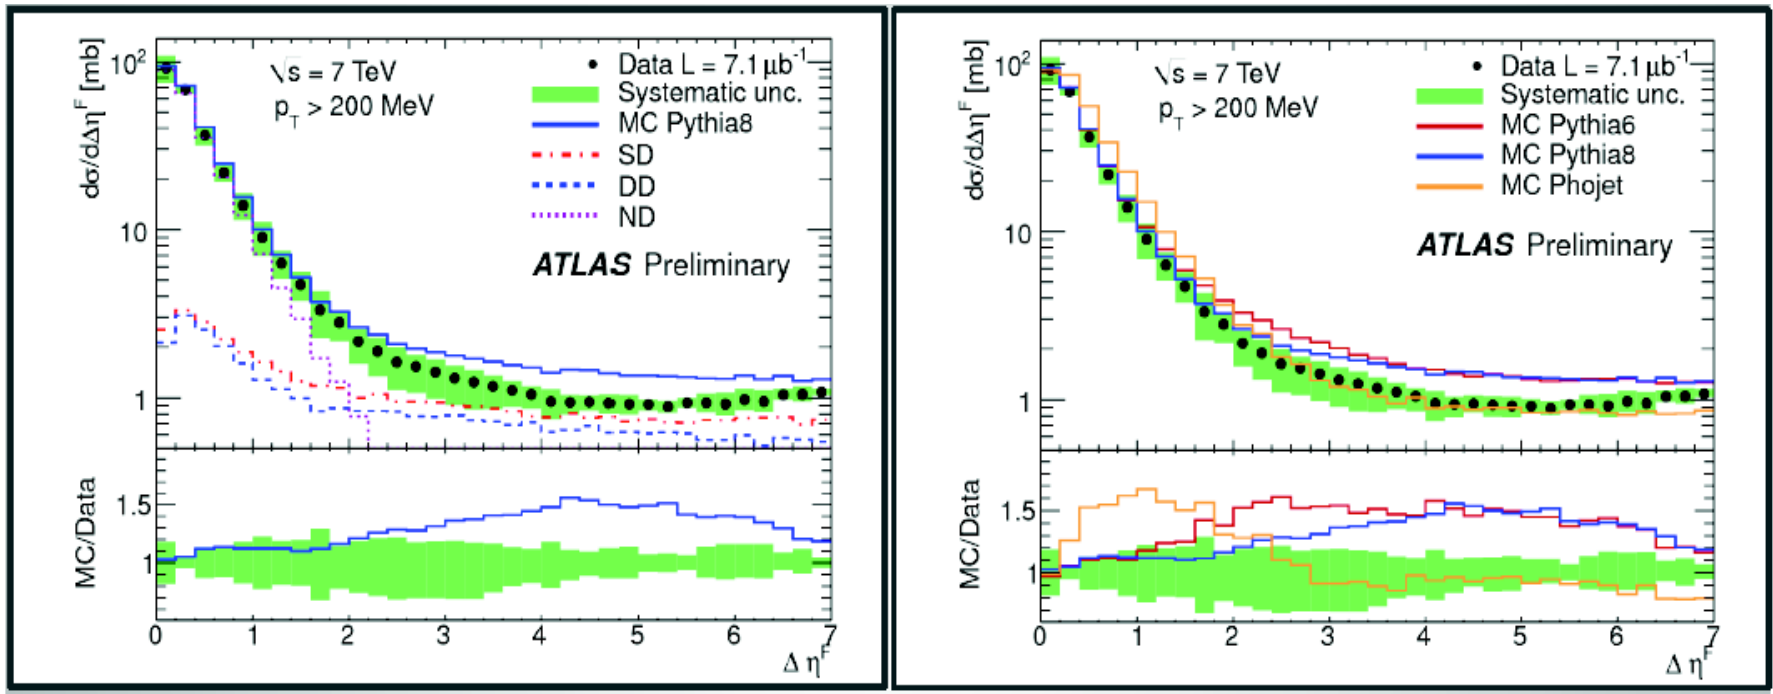 dσ/dΔη^F [mb]
10²
10
1
√s = 7 TeV
p_T > 200 MeV
Data L = 7.1 μb⁻¹
Systematic unc.
MC Pythia8
SD
DD
ND
ATLAS Preliminary
MC/Data
1.5
1
0 1 2 3 4 5 6 7
Δ η^F
dσ/dΔη^F [mb]
10²
10
1
√s = 7 TeV
p_T > 200 MeV
Data L = 7.1 μb⁻¹
Systematic unc.
MC Pythia6
MC Pythia8
MC Phojet
ATLAS Preliminary
MC/Data
1.5
1
0 1 2 3 4 5 6 7
Δ η^F